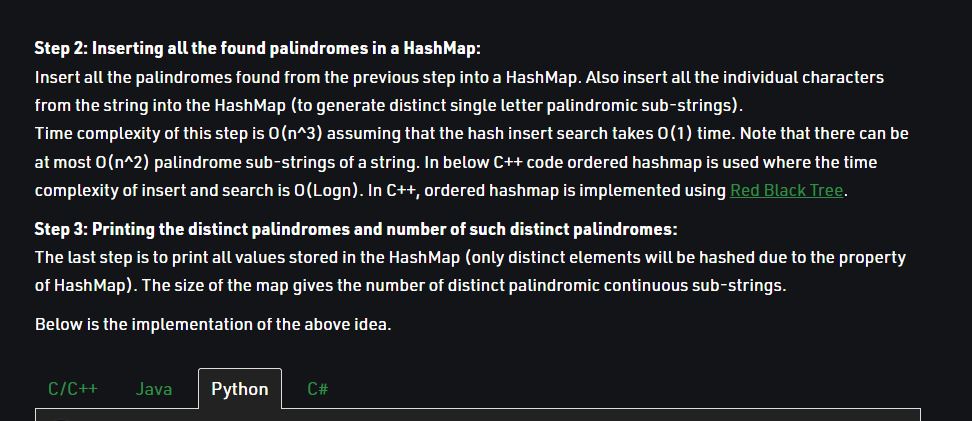 Step 2: Inserting all the found palindromes in a HashMap:
Insert all the palindromes found from the previous step into a HashMap. Also insert all the individual characters
from the string into the HashMap (to generate distinct single letter palindromic sub-strings).
Time complexity of this step is O(n^3) assuming that the hash insert search takes O(1) time. Note that there can be
at most O(n^2) palindrome sub-strings of a string. In below C++ code ordered hashmap is used where the time
complexity of insert and search is O(Logn). In C++, ordered hashmap is implemented using Red Black Tree.
Step 3: Printing the distinct palindromes and number of such distinct palindromes:
The last step is to print all values stored in the HashMap (only distinct elements will be hashed due to the property
of HashMap). The size of the map gives the number of distinct palindromic continuous sub-strings.
Below is the implementation of the above idea.
C/C++ Java Python C#